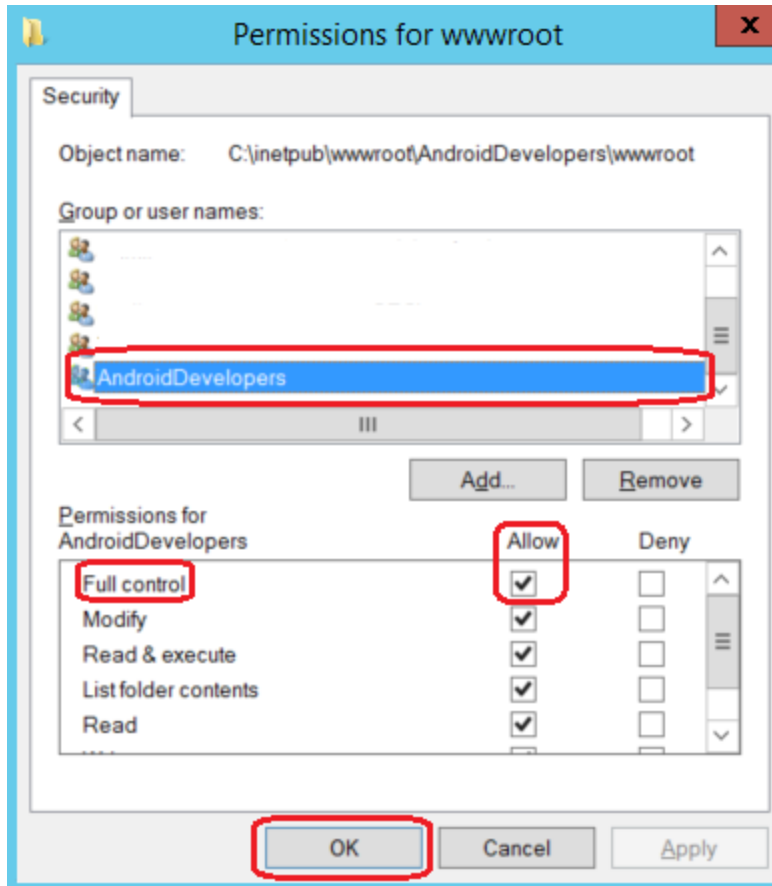 Permissions for wwwroot
x
Security
Object name: C:\inetpub\wwwroot\AndroidDevelopers\wwwroot
Group or user names:
AndroidDevelopers
Add... Remove
Permissions for
AndroidDevelopers Allow Deny
Full control
Modify
Read & execute
List folder contents
Read
OK Cancel Apply